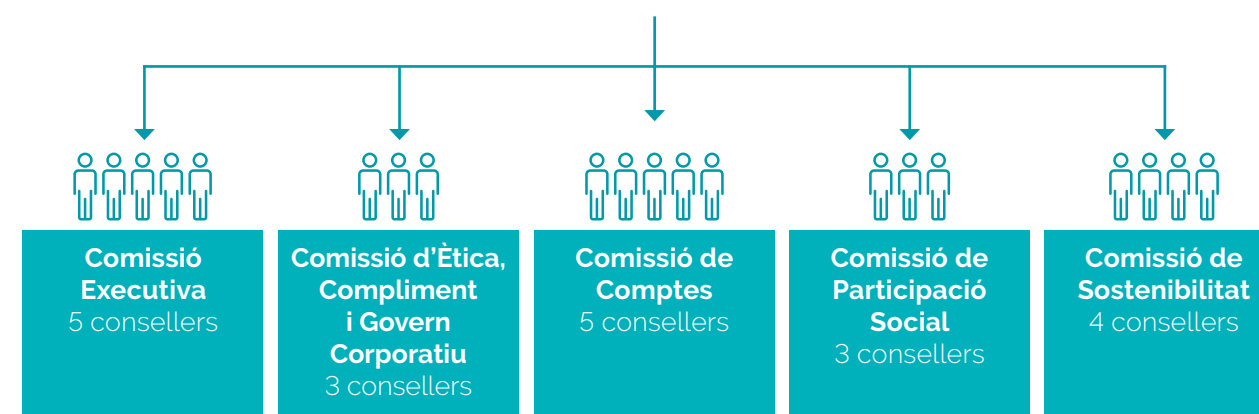 Comissió
Executiva
5 consellers
Comissió d'Ètica,
Compliment
i Govern
Corporatiu
3 consellers
Comissió de
Comptes
5 consellers
Comissió de
Participació
Social
3 consellers
Comissió de
Sostenibilitat
4 consellers